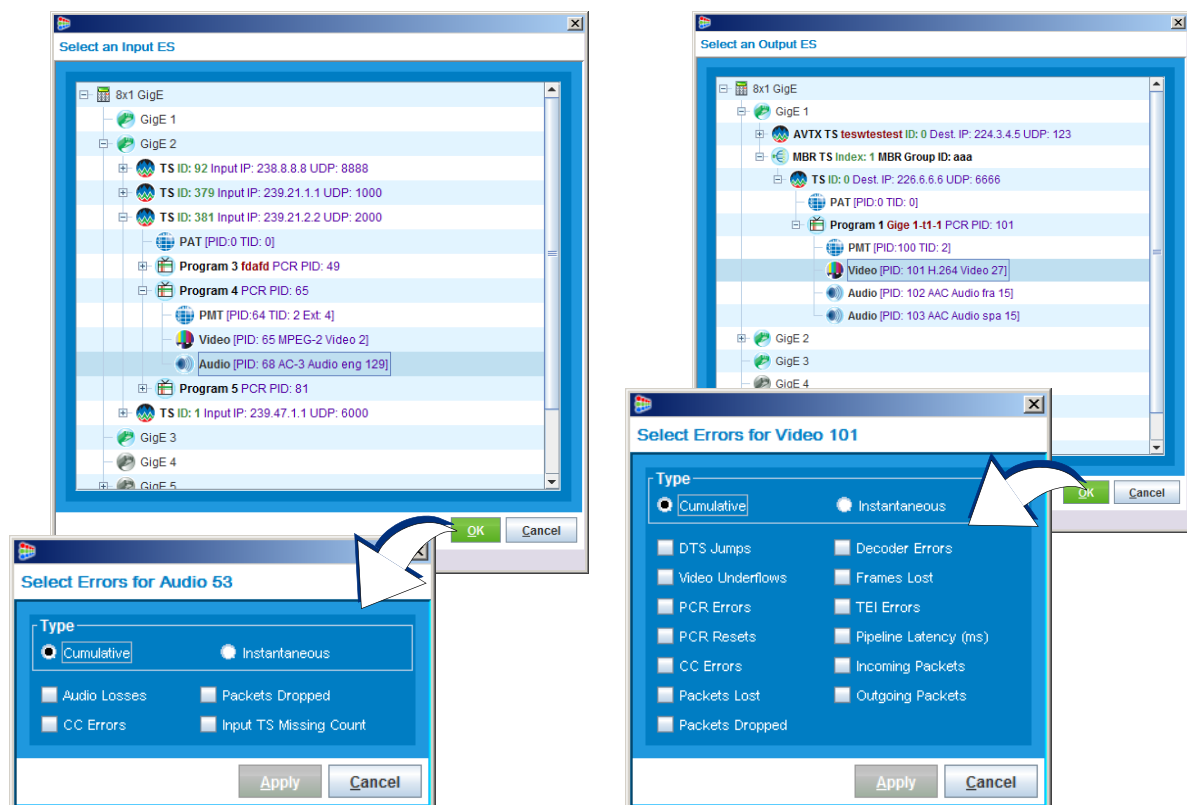 Select an Input ES
8x1 GigE
GigE 1
GigE 2
TS ID: 92 Input IP: 238.8.8.8 UDP: 8888
TS ID: 379 Input IP: 239.21.1.1 UDP: 1000
TS ID: 381 Input IP: 239.21.2.2 UDP: 2000
PAT [PID:0 TID: 0]
Program 3 fdafd PCR PID: 49
Program 4 PCR PID: 65
PMT [PID:64 TID: 2 Ext: 4]
Video [PID: 65 MPEG-2 Video 2]
Audio [PID: 68 AC-3 Audio eng 129]
Program 5 PCR PID: 81
TS ID: 1 Input IP: 239.47.1.1 UDP: 6000
GigE 3
GigE 4
GigE 5
OK
Cancel
Select Errors for Audio 53
Type
Cumulative
Instantaneous
Audio Losses
Packets Dropped
CC Errors
Input TS Missing Count
Apply
Cancel
Select an Output ES
8x1 GigE
GigE 1
AVTX TS teswtestest ID: 0 Dest. IP: 224.3.4.5 UDP: 123
MBR TS Index: 1 MBR Group ID: aaa
TS ID: 0 Dest. IP: 226.6.6.6 UDP: 6666
PAT [PID:0 TID: 0]
Program 1 Gige 1-t1-1 PCR PID: 101
PMT [PID:100 TID: 2]
Video [PID: 101 H.264 Video 27]
Audio [PID: 102 AAC Audio fra 15]
Audio [PID: 103 AAC Audio spa 15]
GigE 2
GigE 3
GigE 4
OK
Cancel
Select Errors for Video 101
Type
Cumulative
Instantaneous
DTS Jumps
Decoder Errors
Video Underflows
Frames Lost
PCR Errors
TEI Errors
PCR Resets
Pipeline Latency (ms)
CC Errors
Incoming Packets
Packets Lost
Outgoing Packets
Packets Dropped
Apply
Cancel